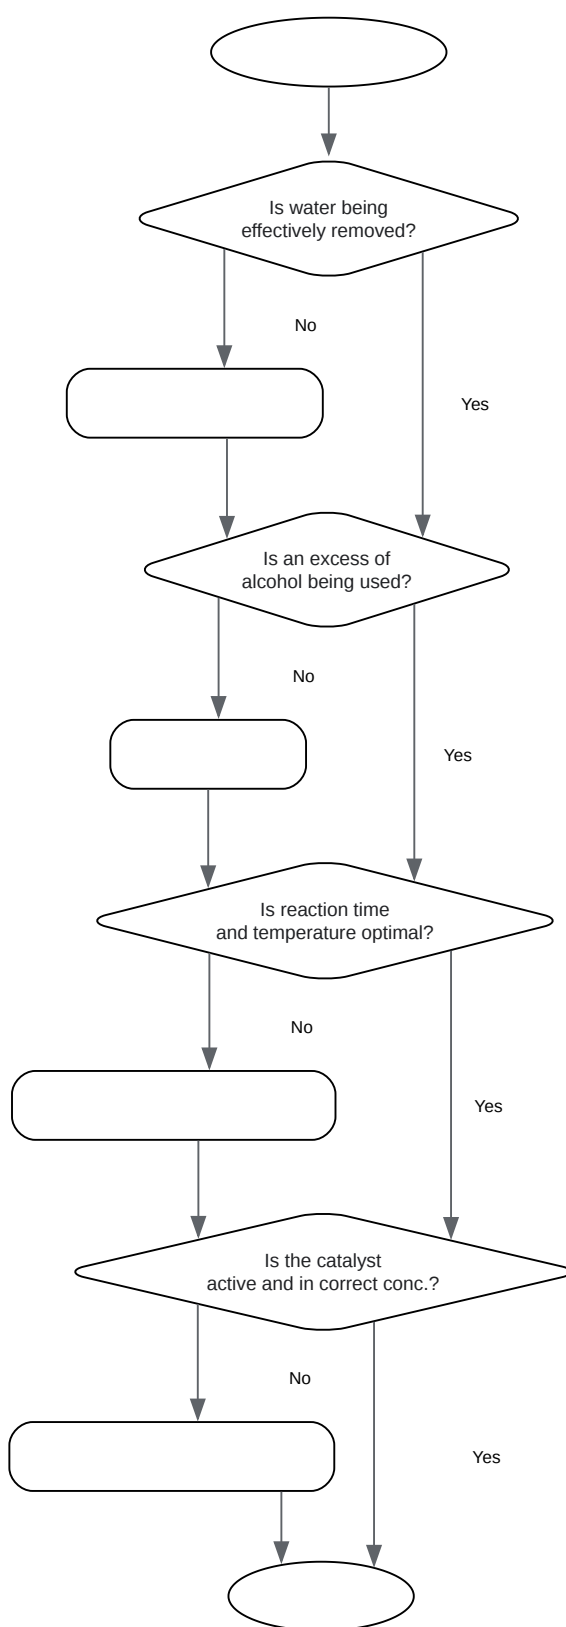 Is water being
effectively removed?
No
Yes
Is an excess of
alcohol being used?
No
Yes
Is reaction time
and temperature optimal?
No
Yes
Is the catalyst
active and in correct conc.?
No
Yes